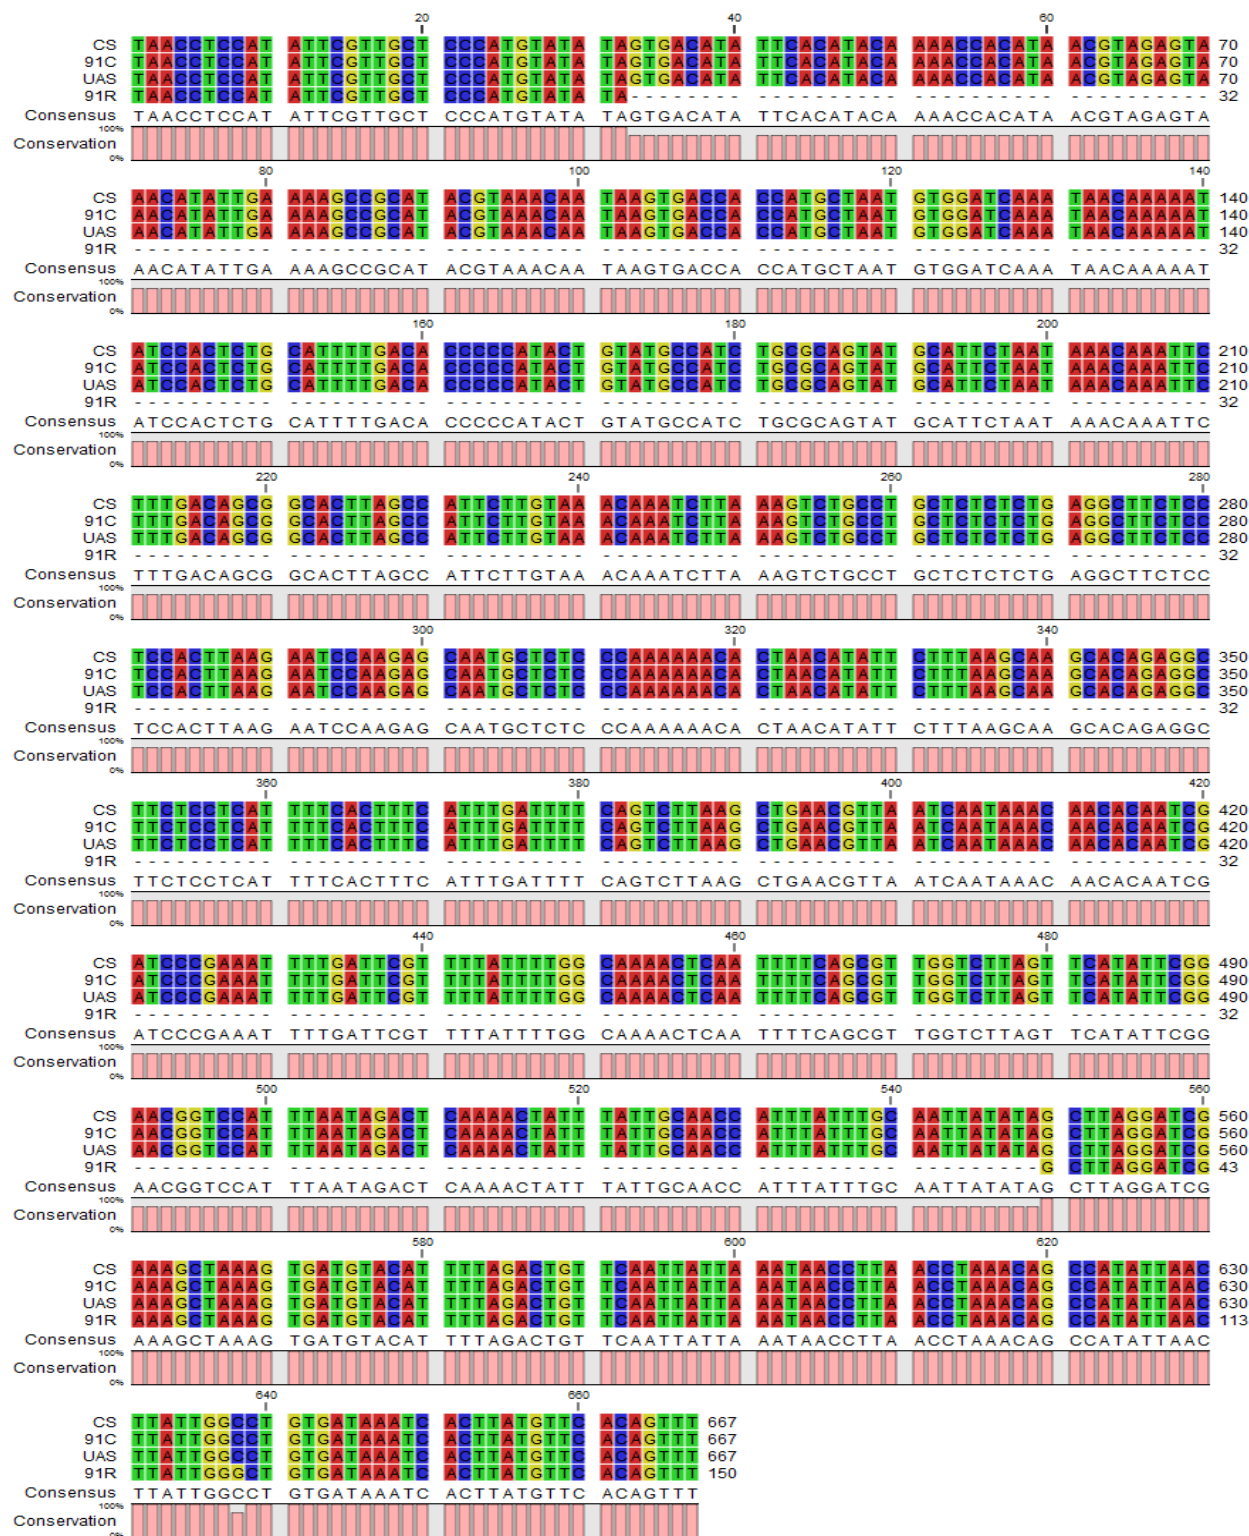 20 40 60
CS TAACCTCCAT ATTCGTTGCT CCCATGTATA TAGTGACATA TTCACATACA AAACCACATA ACGTAGAGTA 70
91C TAACCTCCAT ATTCGTTGCT CCCATGTATA TAGTGACATA TTCACATACA AAACCACATA ACGTAGAGTA 70
UAS TAACCTCCAT ATTCGTTGCT CCCATGTATA TAGTGACATA TTCACATACA AAACCACATA ACGTAGAGTA 70
91R TAACCTCCAT ATTCGTTGCT CCCATGTATA TA-------- ---------- ---------- ---------- 32
Consensus TAACCTCCAT ATTCGTTGCT CCCATGTATA TAGTGACATA TTCACATACA AAACCACATA ACGTAGAGTA
100%
Conservation
0%
80 100 120 140
CS AACATATTGA AAAGCCGCAT ACGTAAACAA TAAGTGACCA CCATGCTAAT GTGGATCAAA TAACAAAAAT 140
91C AACATATTGA AAAGCCGCAT ACGTAAACAA TAAGTGACCA CCATGCTAAT GTGGATCAAA TAACAAAAAT 140
UAS AACATATTGA AAAGCCGCAT ACGTAAACAA TAAGTGACCA CCATGCTAAT GTGGATCAAA TAACAAAAAT 140
91R ---------- ---------- ---------- ---------- ---------- ---------- ---------- 32
Consensus AACATATTGA AAAGCCGCAT ACGTAAACAA TAAGTGACCA CCATGCTAAT GTGGATCAAA TAACAAAAAT
100%
Conservation
0%
160 180 200
CS ATCCACTCTG CATTTTGACA CCCCCATACT GTATGCCATC TGCGCAGTAT GCATTCTAAT AAACAAATTC 210
91C ATCCACTCTG CATTTTGACA CCCCCATACT GTATGCCATC TGCGCAGTAT GCATTCTAAT AAACAAATTC 210
UAS ATCCACTCTG CATTTTGACA CCCCCATACT GTATGCCATC TGCGCAGTAT GCATTCTAAT AAACAAATTC 210
91R ---------- ---------- ---------- ---------- ---------- ---------- ---------- 32
Consensus ATCCACTCTG CATTTTGACA CCCCCATACT GTATGCCATC TGCGCAGTAT GCATTCTAAT AAACAAATTC
100%
Conservation
0%
220 240 260 280
CS TTTGACAGCG GCACTTAGCC ATTCTTGTAA ACAAATCTTA AAGTCTGCCT GCTCTCTCTG AGGCTTCTCC 280
91C TTTGACAGCG GCACTTAGCC ATTCTTGTAA ACAAATCTTA AAGTCTGCCT GCTCTCTCTG AGGCTTCTCC 280
UAS TTTGACAGCG GCACTTAGCC ATTCTTGTAA ACAAATCTTA AAGTCTGCCT GCTCTCTCTG AGGCTTCTCC 280
91R ---------- ---------- ---------- ---------- ---------- ---------- ---------- 32
Consensus TTTGACAGCG GCACTTAGCC ATTCTTGTAA ACAAATCTTA AAGTCTGCCT GCTCTCTCTG AGGCTTCTCC
100%
Conservation
0%
300 320 340
CS TCCACTTAAG AATCCAAGAG CAATGCTCTC CCAAAAAACA CTAACATATT CTTTAAGCAA GCACAGAGGC 350
91C TCCACTTAAG AATCCAAGAG CAATGCTCTC CCAAAAAACA CTAACATATT CTTTAAGCAA GCACAGAGGC 350
UAS TCCACTTAAG AATCCAAGAG CAATGCTCTC CCAAAAAACA CTAACATATT CTTTAAGCAA GCACAGAGGC 350
91R ---------- ---------- ---------- ---------- ---------- ---------- ---------- 32
Consensus TCCACTTAAG AATCCAAGAG CAATGCTCTC CCAAAAAACA CTAACATATT CTTTAAGCAA GCACAGAGGC
100%
Conservation
0%
360 380 400 420
CS TTCTCCTCAT TTTCACTTTC ATTTGATTTT CAGTCTTAAG CTGAACGTTA ATCAATAAAC AACACAATCG 420
91C TTCTCCTCAT TTTCACTTTC ATTTGATTTT CAGTCTTAAG CTGAACGTTA ATCAATAAAC AACACAATCG 420
UAS TTCTCCTCAT TTTCACTTTC ATTTGATTTT CAGTCTTAAG CTGAACGTTA ATCAATAAAC AACACAATCG 420
91R ---------- ---------- ---------- ---------- ---------- ---------- ---------- 32
Consensus TTCTCCTCAT TTTCACTTTC ATTTGATTTT CAGTCTTAAG CTGAACGTTA ATCAATAAAC AACACAATCG
100%
Conservation
0%
440 460 480
CS ATCCCGAAAT TTTGATTCGT TTTATTTTGG CAAAACTCAA TTTTCAGCGT TGGTCTTAGT TCATATTCGG 490
91C ATCCCGAAAT TTTGATTCGT TTTATTTTGG CAAAACTCAA TTTTCAGCGT TGGTCTTAGT TCATATTCGG 490
UAS ATCCCGAAAT TTTGATTCGT TTTATTTTGG CAAAACTCAA TTTTCAGCGT TGGTCTTAGT TCATATTCGG 490
91R ---------- ---------- ---------- ---------- ---------- ---------- ---------- 32
Consensus ATCCCGAAAT TTTGATTCGT TTTATTTTGG CAAAACTCAA TTTTCAGCGT TGGTCTTAGT TCATATTCGG
100%
Conservation
0%
500 520 540 560
CS AACGGTCCAT TTAATAGACT CAAAACTATT TATTGCAACC ATTTATTTGC AATTATATAG CTTAGGATCG 560
91C AACGGTCCAT TTAATAGACT CAAAACTATT TATTGCAACC ATTTATTTGC AATTATATAG CTTAGGATCG 560
UAS AACGGTCCAT TTAATAGACT CAAAACTATT TATTGCAACC ATTTATTTGC AATTATATAG CTTAGGATCG 560
91R ---------- ---------- ---------- ---------- ---------- ---------G CTTAGGATCG 43
Consensus AACGGTCCAT TTAATAGACT CAAAACTATT TATTGCAACC ATTTATTTGC AATTATATAG CTTAGGATCG
100%
Conservation
0%
580 600 620
CS AAAGCTAAAG TGATGTACAT TTTAGACTGT TCAATTATTA AATAACCTTA ACCTAAACAG CCATATTAAC 630
91C AAAGCTAAAG TGATGTACAT TTTAGACTGT TCAATTATTA AATAACCTTA ACCTAAACAG CCATATTAAC 630
UAS AAAGCTAAAG TGATGTACAT TTTAGACTGT TCAATTATTA AATAACCTTA ACCTAAACAG CCATATTAAC 630
91R AAAGCTAAAG TGATGTACAT TTTAGACTGT TCAATTATTA AATAACCTTA ACCTAAACAG CCATATTAAC 113
Consensus AAAGCTAAAG TGATGTACAT TTTAGACTGT TCAATTATTA AATAACCTTA ACCTAAACAG CCATATTAAC
100%
Conservation
0%
640 660
CS TTATTGGCCT GTGATAAATC ACTTATGTTC ACAGTTT 667
91C TTATTGGCCT GTGATAAATC ACTTATGTTC ACAGTTT 667
UAS TTATTGGCCT GTGATAAATC ACTTATGTTC ACAGTTT 667
91R TTATTGGGCT GTGATAAATC ACTTATGTTC ACAGTTT 150
Consensus TTATTGGCCT GTGATAAATC ACTTATGTTC ACAGTTT
100%
Conservation
0%